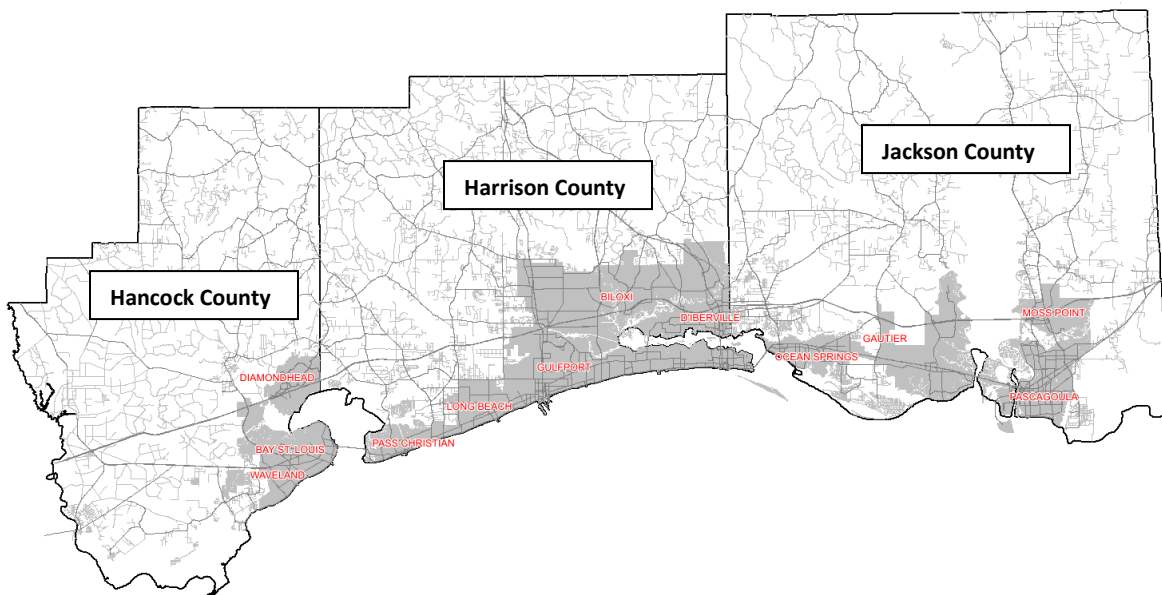 Jackson County
Harrison County
Hancock County
BILOXI
MOSS POINT
D'IBERVILLE
GAUTIER
OCEAN SPRINGS
GULFPORT
DIAMONDHEAD
PASCAGOULA
LONG BEACH
PASS CHRISTIAN
BAY ST. LOUIS
WAVELAND